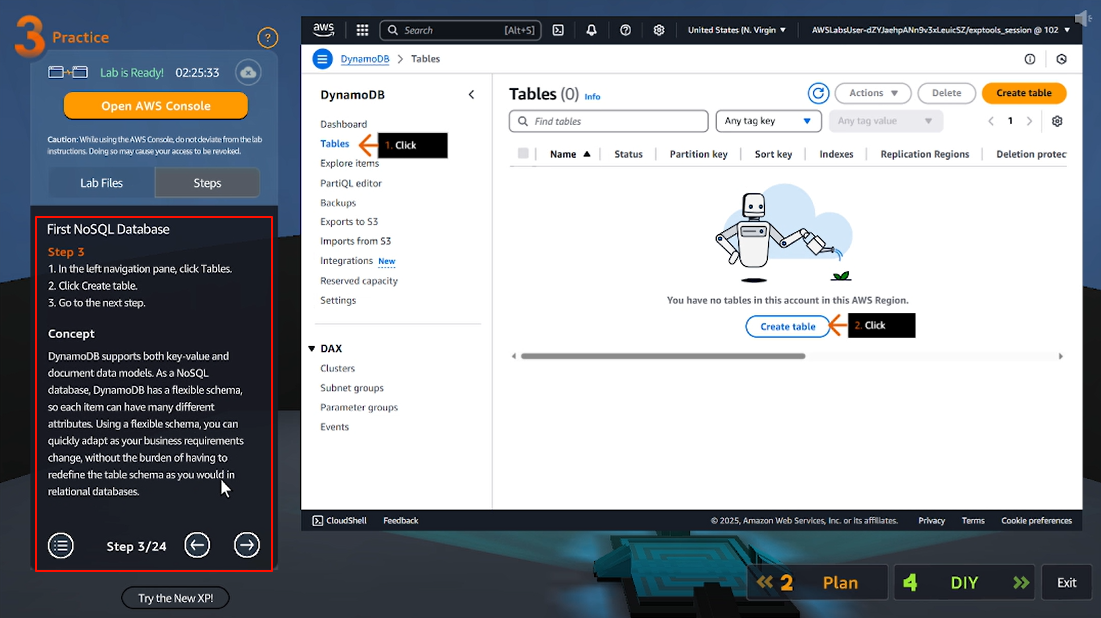 3 Practice
?
Lab is Ready! 02:25:33
Open AWS Console
Caution: While using the AWS Console, do not deviate from the lab
instructions. Doing so may cause your access to be revoked.
Lab Files
Steps
First NoSQL Database
Step 3
1. In the left navigation pane, click Tables.
2. Click Create table.
3. Go to the next step.
Concept
DynamoDB supports both key-value and
document data models. As a NoSQL
database, DynamoDB has a flexible schema,
so each item can have many different
attributes. Using a flexible schema, you can
quickly adapt as your business requirements
change, without the burden of having to
redefine the table schema as you would in
relational databases.
Step 3/24
Try the New XP!
aws
Search [Alt+S]
United States (N. Virgin
AWSLabsUser-dZYJaehpANn9v3xLeuicSZ/exptools_session @ 102
DynamoDB > Tables
DynamoDB
Dashboard
Tables
1. Click
Explore items
PartiQL editor
Backups
Exports to S3
Imports from S3
Integrations New
Reserved capacity
Settings
DAX
Clusters
Subnet groups
Parameter groups
Events
Tables (0) Info
Actions
Delete
Create table
Find tables
Any tag key
Any tag value
1
Name Status Partition key Sort key Indexes Replication Regions Deletion protec
You have no tables in this account in this AWS Region.
Create table
2. Click
CloudShell Feedback
© 2025, Amazon Web Services, Inc. or its affiliates. Privacy Terms Cookie preferences
2 Plan
4 DIY
Exit